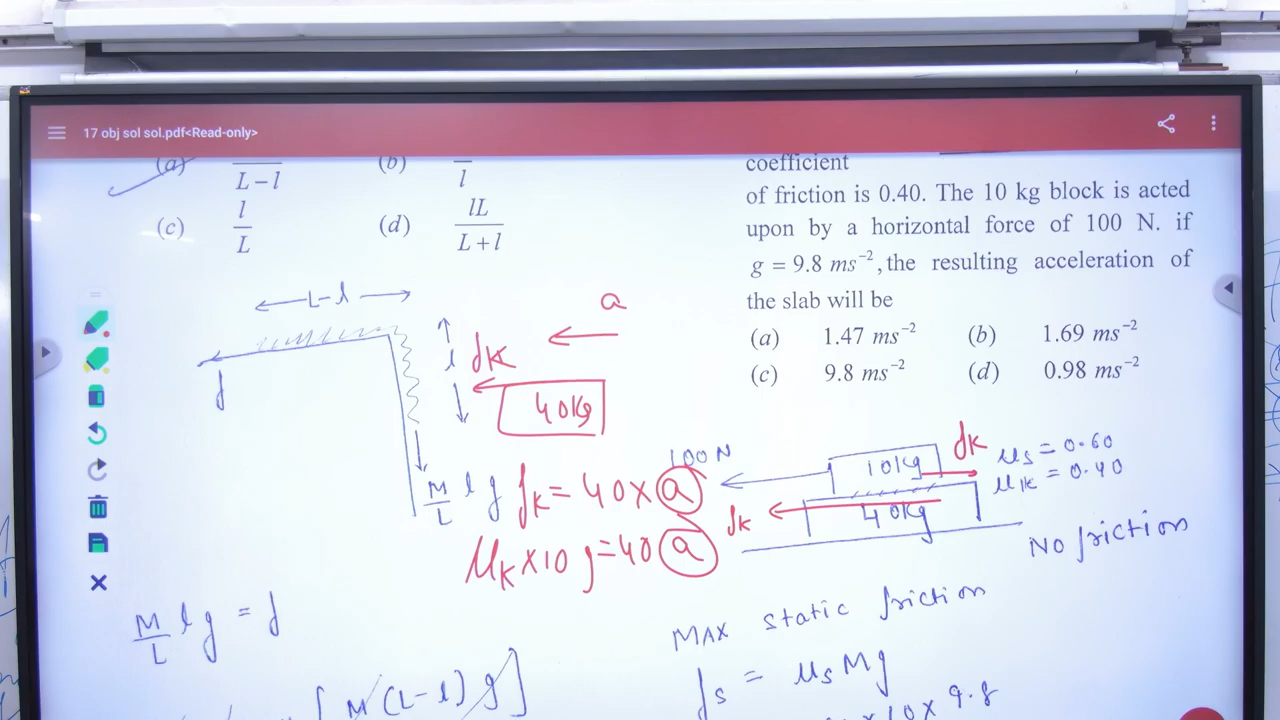 17 obj sol sol.pdf<Read-only>
(a) L-l (b) l
(c) l/L (d) lL/L+l
coefficient
of friction is 0.40. The 10 kg block is acted
upon by a horizontal force of 100 N. if
g = 9.8 ms⁻², the resulting acceleration of
the slab will be
(a) 1.47 ms⁻² (b) 1.69 ms⁻²
(c) 9.8 ms⁻² (d) 0.98 ms⁻²
L-l
l
f
M/L l g
M/L l g = f
[M(L-l) g]
a
fk
40kg
fk = 40 x a
μk x 10 g = 40 a
100 N
10kg
fk
40kg
fk
μs = 0.60
μk = 0.40
No friction
MAX static friction
fs = μs Mg
x 10 x 9.8